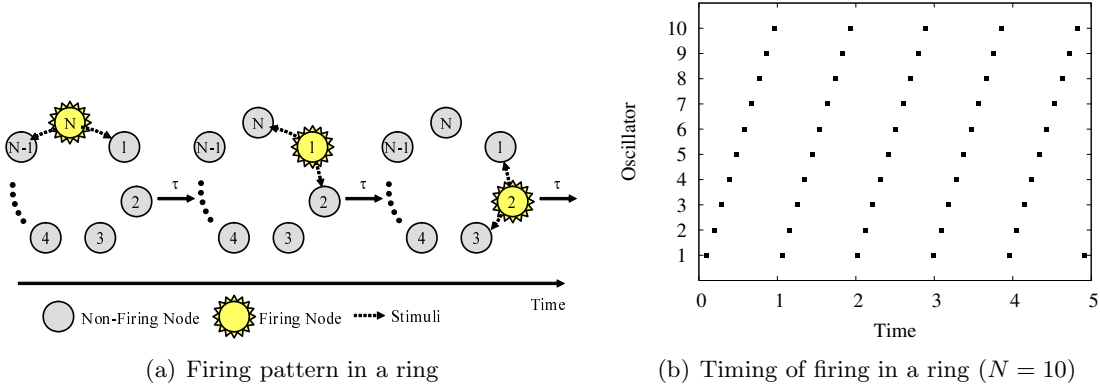 N
N-1
1
2
4
3
τ
N
N-1
1
2
4
3
τ
N
N-1
1
2
4
3
τ
Time
Non-Firing Node
Firing Node
Stimuli
(a) Firing pattern in a ring
Oscillator
10
9
8
7
6
5
4
3
2
1
0
1
2
3
4
5
Time
(b) Timing of firing in a ring (N = 10)